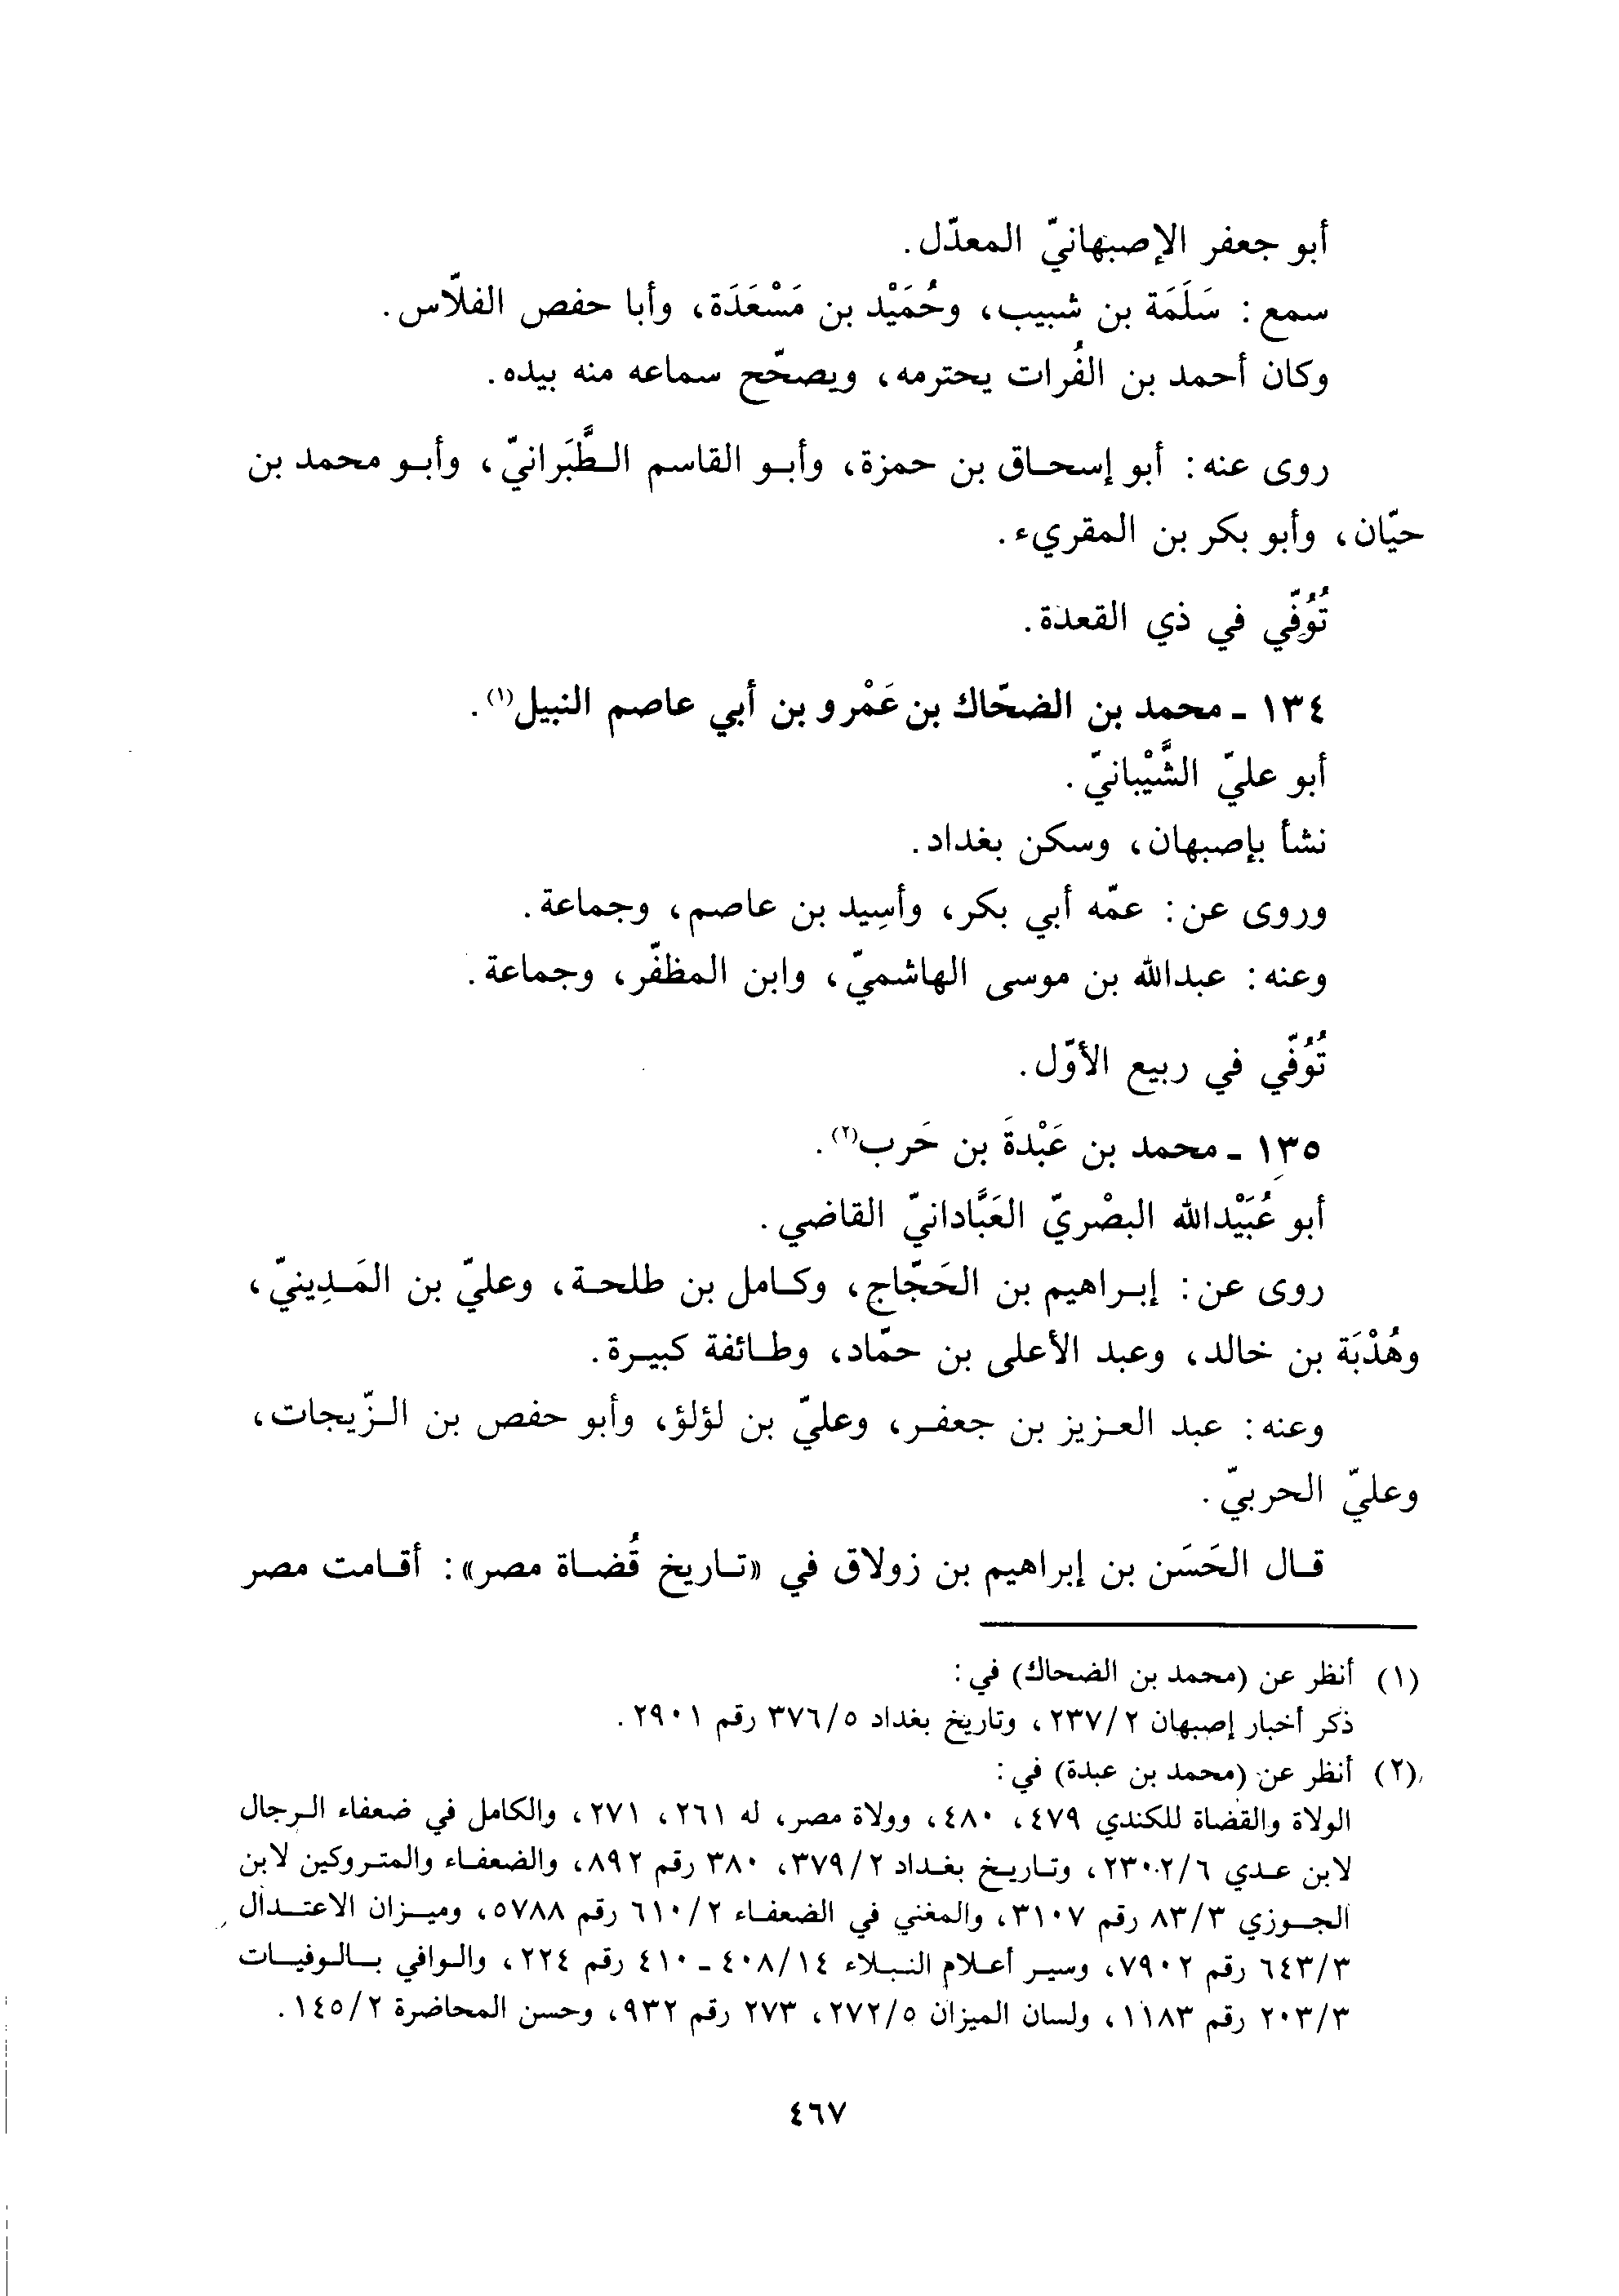 أبو جعفر الإصبهانيّ المعدّل.
سمع: سَلَمَة بن شبيب، وحُمَيْد بن مَسْعَدَة، وأبا حفص الفلّاس.
وكان أحمد بن الفُرات يحترمه، ويصحّح سماعه منه بيده.
روى عنه: أبو إسحاق بن حمزة، وأبو القاسم الطَّبَرانيّ، وأبو محمد بن
حيّان، وأبو بكر بن المقريء.
تُوُفّي في ذي القعدة.
١٣٤ ـ محمد بن الضحّاك بن عَمْرو بن أبي عاصم النبيل(١).
أبو عليّ الشَّيْبانيّ.
نشأ بإصبهان، وسكن بغداد.
وروى عن: عمّه أبي بكر، وأسِيد بن عاصم، وجماعة.
وعنه: عبدالله بن موسى الهاشميّ، وابن المظفّر، وجماعة.
تُوُفّي في ربيع الأوّل.
١٣٥ ـ محمد بن عَبْدةَ بن حَرب(٢).
أبو عُبَيْدالله البصْريّ العَبَّادانيّ القاضي.
روى عن: إبراهيم بن الحَجّاج، وكامل بن طلحة، وعليّ بن المَدِينيّ،
وهُدْبَة بن خالد، وعبد الأعلى بن حمّاد، وطائفة كبيرة.
وعنه: عبد العزيز بن جعفر، وعليّ بن لؤلؤ، وأبو حفص بن الزّيجات،
وعليّ الحربيّ.
قال الحَسَن بن إبراهيم بن زولاق في «تاريخ قُضاة مصر»: أقامت مصر
(١) أنظر عن (محمد بن الضحاك) في:
ذكر أخبار إصبهان ٢٣٧/٢، وتاريخ بغداد ٣٧٦/٥ رقم ٢٩٠١.
(٢) أنظر عن (محمد بن عبدة) في:
الولاة والقضاة للكندي ٤٧٩، ٤٨٠، وولاة مصر، له ٢٦١، ٢٧١، والكامل في ضعفاء الرجال
لابن عدي ٢٣٠٢/٦، وتاريخ بغداد ٣٧٩/٢، ٣٨٠ رقم ٨٩٢، والضعفاء والمتروكين لابن
الجوزي ٨٣/٣ رقم ٣١٠٧، والمغني في الضعفاء ٦١٠/٢ رقم ٥٧٨٨، وميزان الاعتدال
٦٤٣/٣ رقم ٧٩٠٢، وسير أعلام النبلاء ٤٠٨/١٤ ـ ٤١٠ رقم ٢٢٤، والوافي بالوفيات
٢٠٣/٣ رقم ١١٨٣، ولسان الميزان ٢٧٢/٥، ٢٧٣ رقم ٩٣٢، وحسن المحاضرة ١٤٥/٢.
٤٦٧